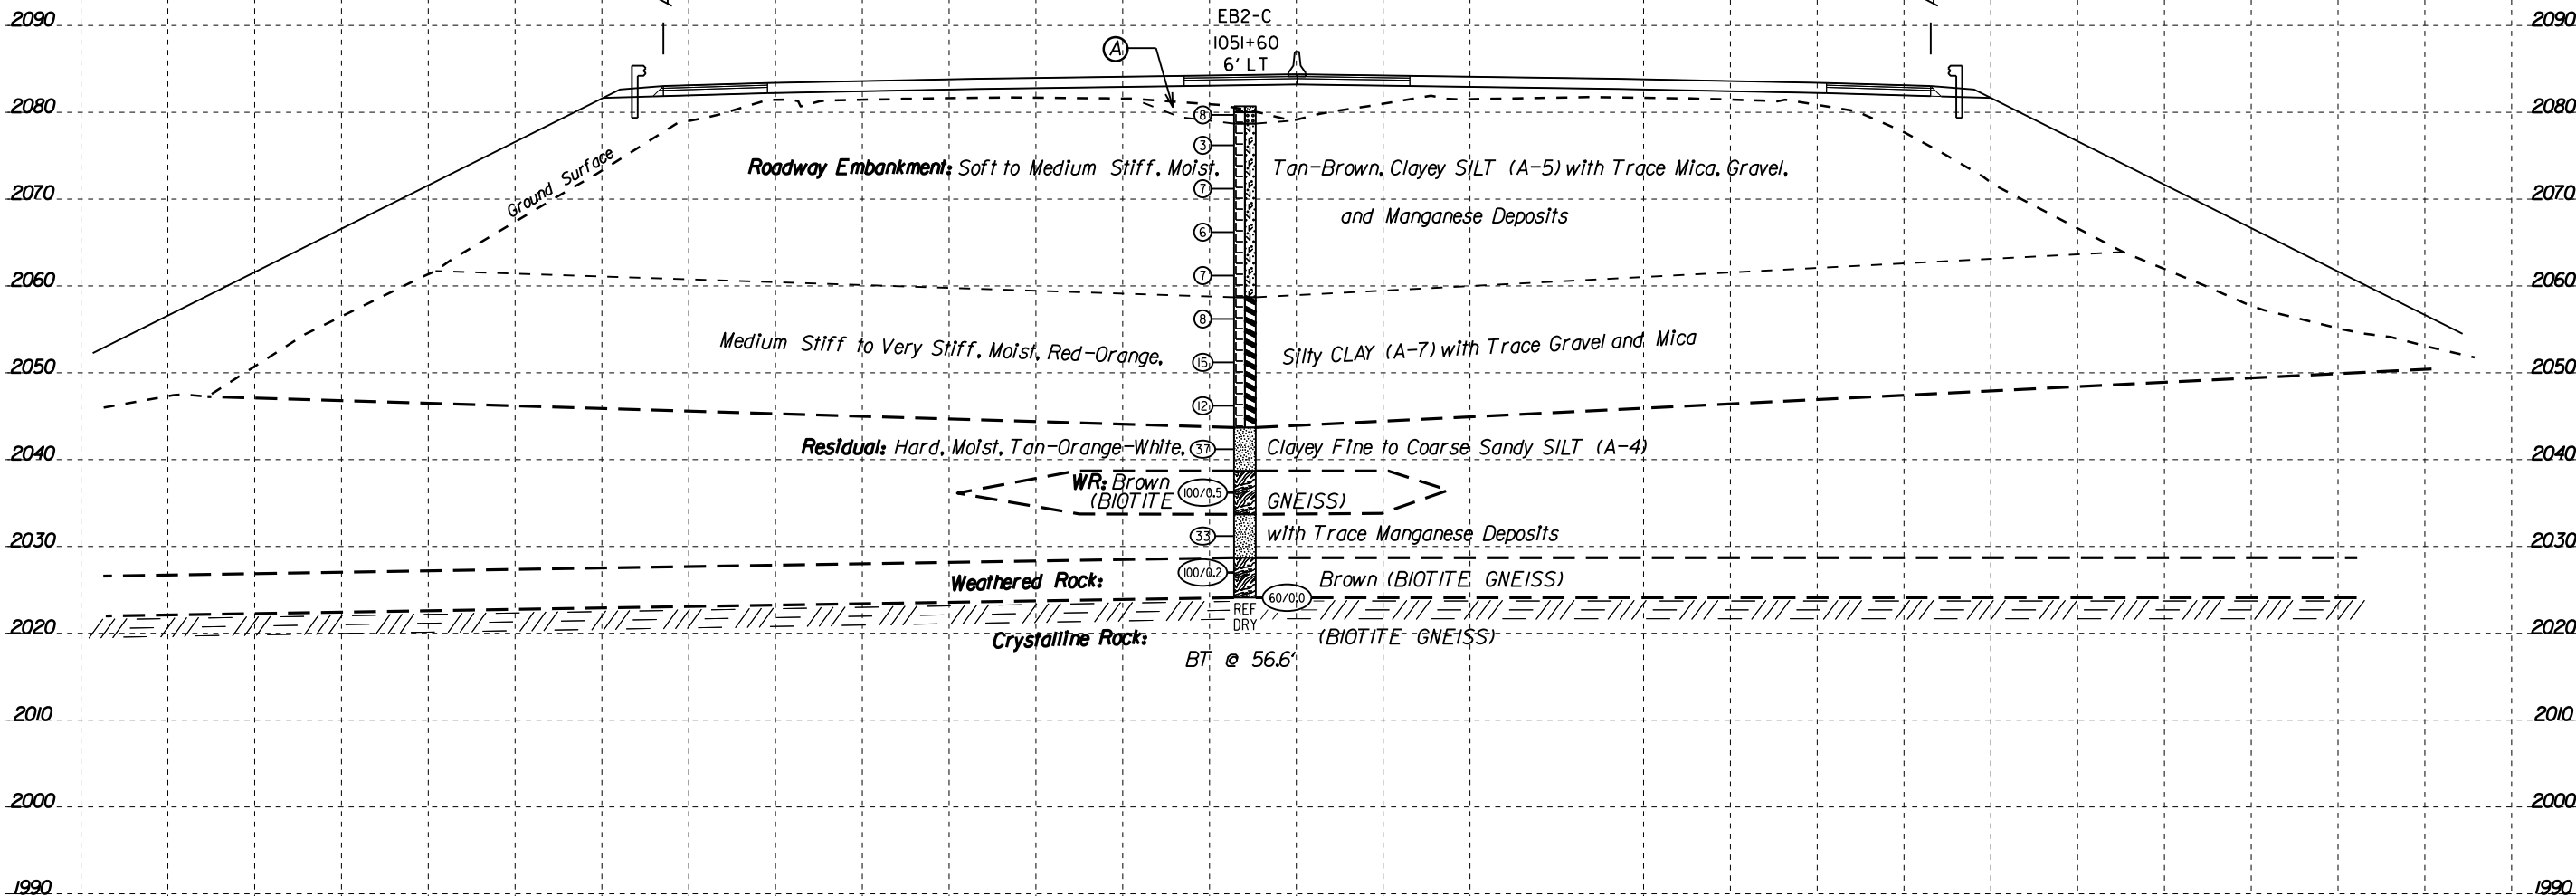 2090 2090
EB2-C
A 1051+60
6' LT
2080 2080
8
3
Roadway Embankment: Soft to Medium Stiff, Moist, Tan-Brown, Clayey SILT (A-5) with Trace Mica, Gravel,
Ground Surface
7
2070 2070
and Manganese Deposits
6
7
2060 2060
8
Medium Stiff to Very Stiff, Moist, Red-Orange, Silty CLAY (A-7) with Trace Gravel and Mica
15
2050 2050
12
Residual: Hard, Moist, Tan-Orange-White, 37 Clayey Fine to Coarse Sandy SILT (A-4)
2040 2040
WR: Brown
(BIOTITE 100/0.5 GNEISS)
33 with Trace Manganese Deposits
2030 2030
100/0.2
Weathered Rock: Brown (BIOTITE GNEISS)
60/0.0
REF
DRY
2020 2020
Crystalline Rock: (BIOTITE GNEISS)
BT @ 56.6'
2010 2010
2000 2000
1990 1990